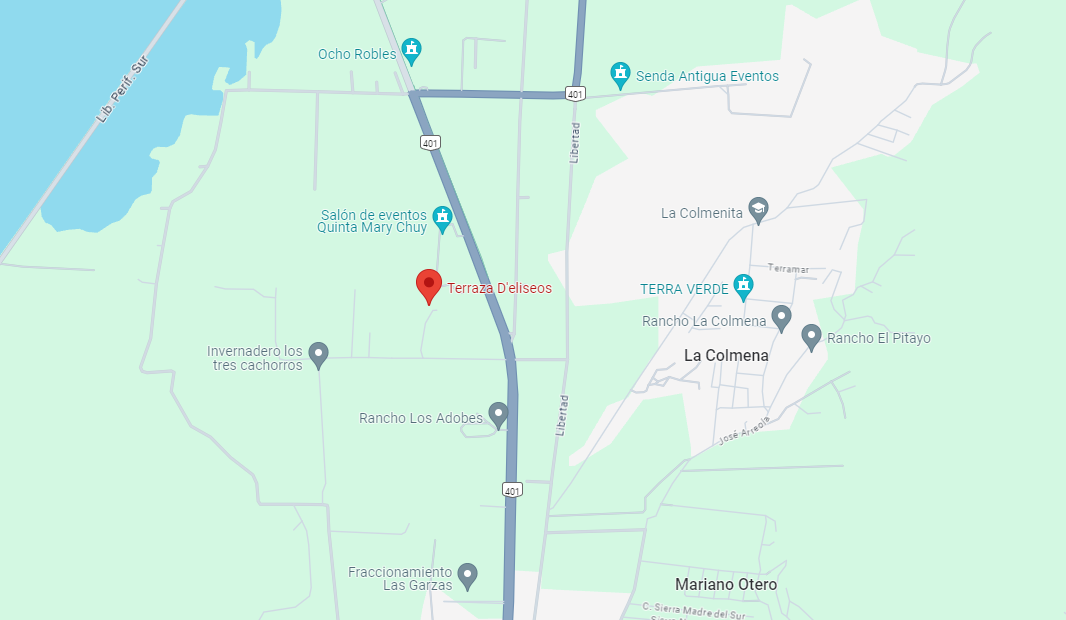 Lib. Perif. Sur
Ocho Robles
Senda Antigua Eventos
401
401
Libertad
Salón de eventos
Quinta Mary Chuy
La Colmenita
Terraza D'eliseos
Terramar
TERRA VERDE
Rancho La Colmena
Rancho El Pitayo
Invernadero los
tres cachorros
La Colmena
Rancho Los Adobes
Libertad
José Arreola
401
Fraccionamiento
Las Garzas
Mariano Otero
C. Sierra Madre del Sur